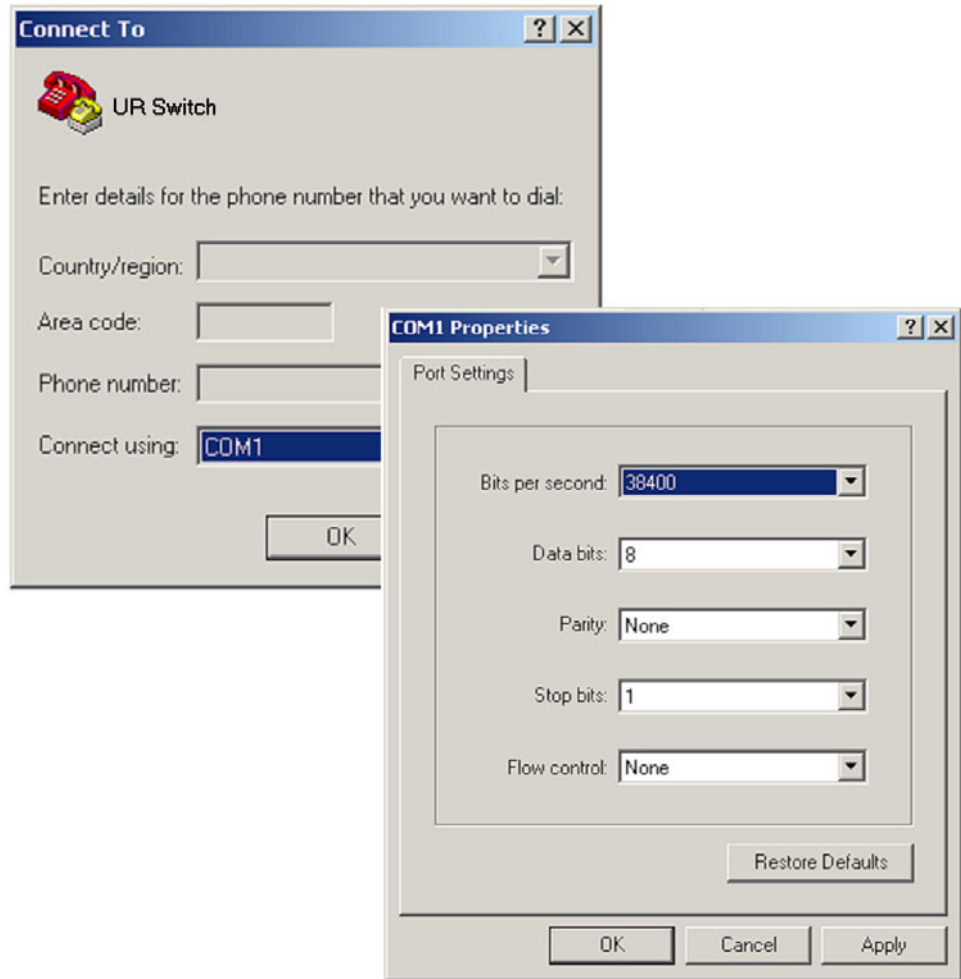 Connect To
UR Switch
Enter details for the phone number that you want to dial:
Country/region:
Area code:
Phone number:
Connect using: COM1
OK
COM1 Properties
Port Settings
Bits per second: 38400
Data bits: 8
Parity: None
Stop bits: 1
Flow control: None
Restore Defaults
OK Cancel Apply